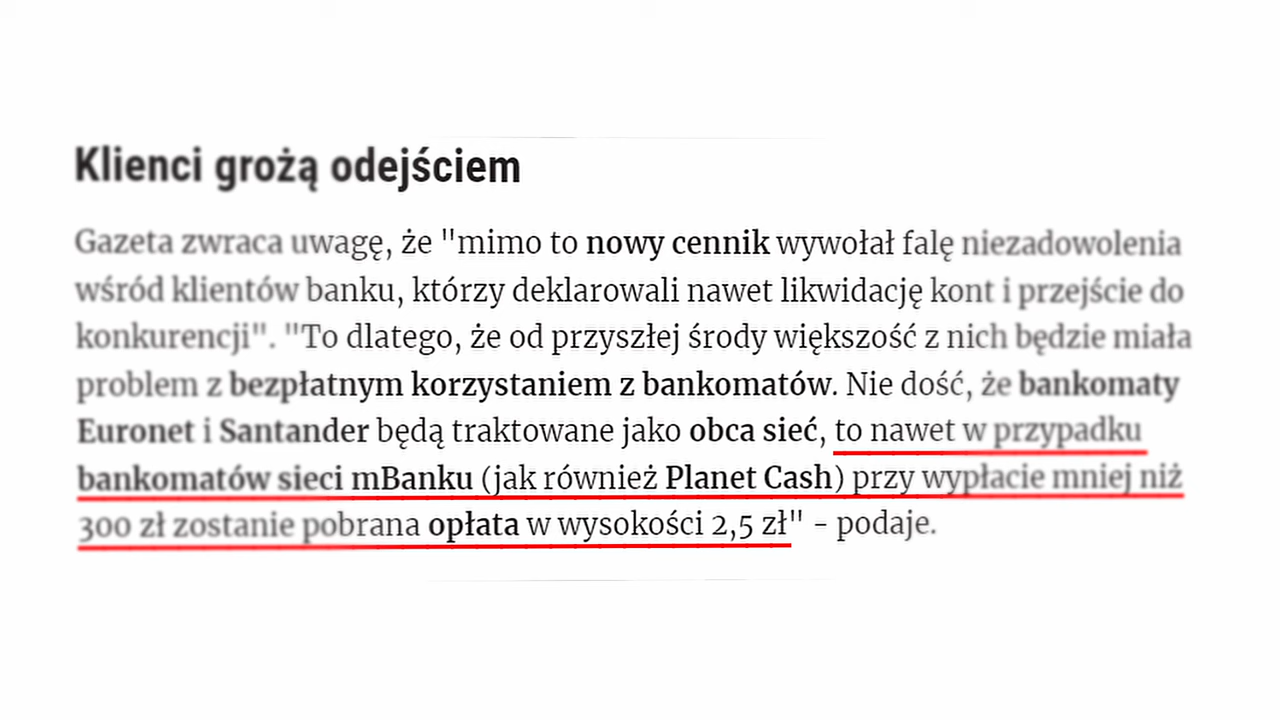 Klienci grożą odejściem
Gazeta zwraca uwagę, że "mimo to nowy cennik wywołał falę niezadowolenia
wśród klientów banku, którzy deklarowali nawet likwidację kont i przejście do
konkurencji". "To dlatego, że od przyszłej środy większość z nich będzie miała
problem z bezpłatnym korzystaniem z bankomatów. Nie dość, że bankomaty
Euronet i Santander będą traktowane jako obca sieć, to nawet w przypadku
bankomatów sieci mBanku (jak również Planet Cash) przy wypłacie mniej niż
300 zł zostanie pobrana opłata w wysokości 2,5 zł" - podaje.